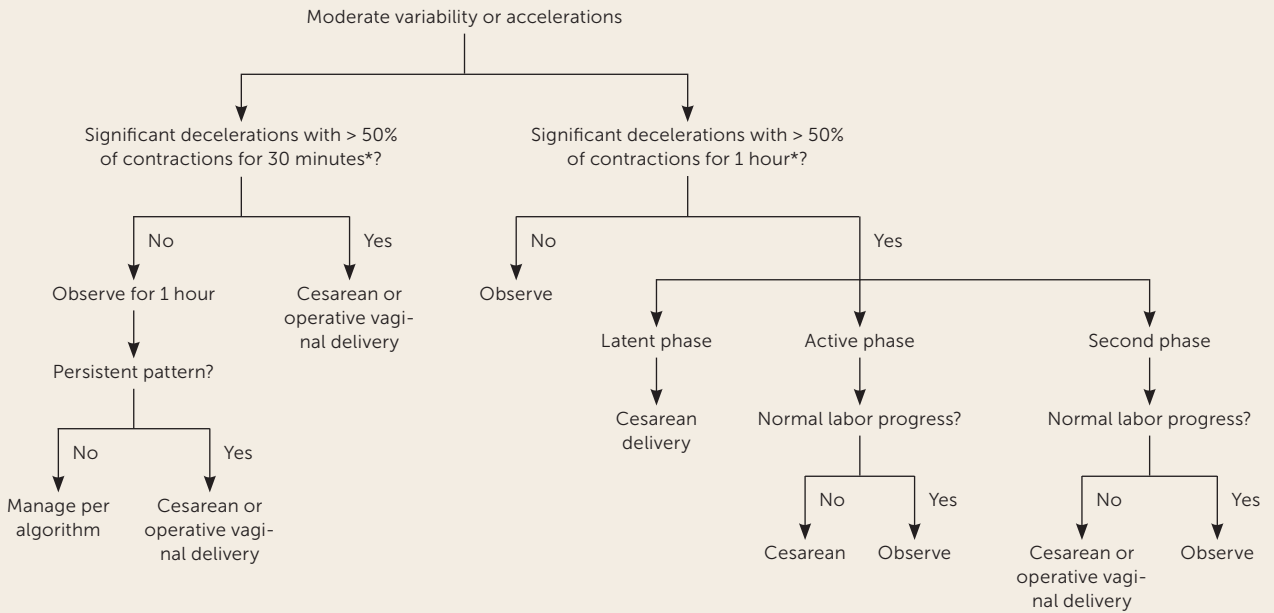 Moderate variability or accelerations
Significant decelerations with > 50%
of contractions for 30 minutes*?
Significant decelerations with > 50%
of contractions for 1 hour*?
No
Yes
No
Yes
Observe for 1 hour
Cesarean or
operative vagi-
nal delivery
Observe
Latent phase
Active phase
Second phase
Persistent pattern?
Cesarean
delivery
Normal labor progress?
Normal labor progress?
No
Yes
No
Yes
No
Yes
Manage per
algorithm
Cesarean or
operative vagi-
nal delivery
Cesarean
Observe
Cesarean or
operative vagi-
nal delivery
Observe